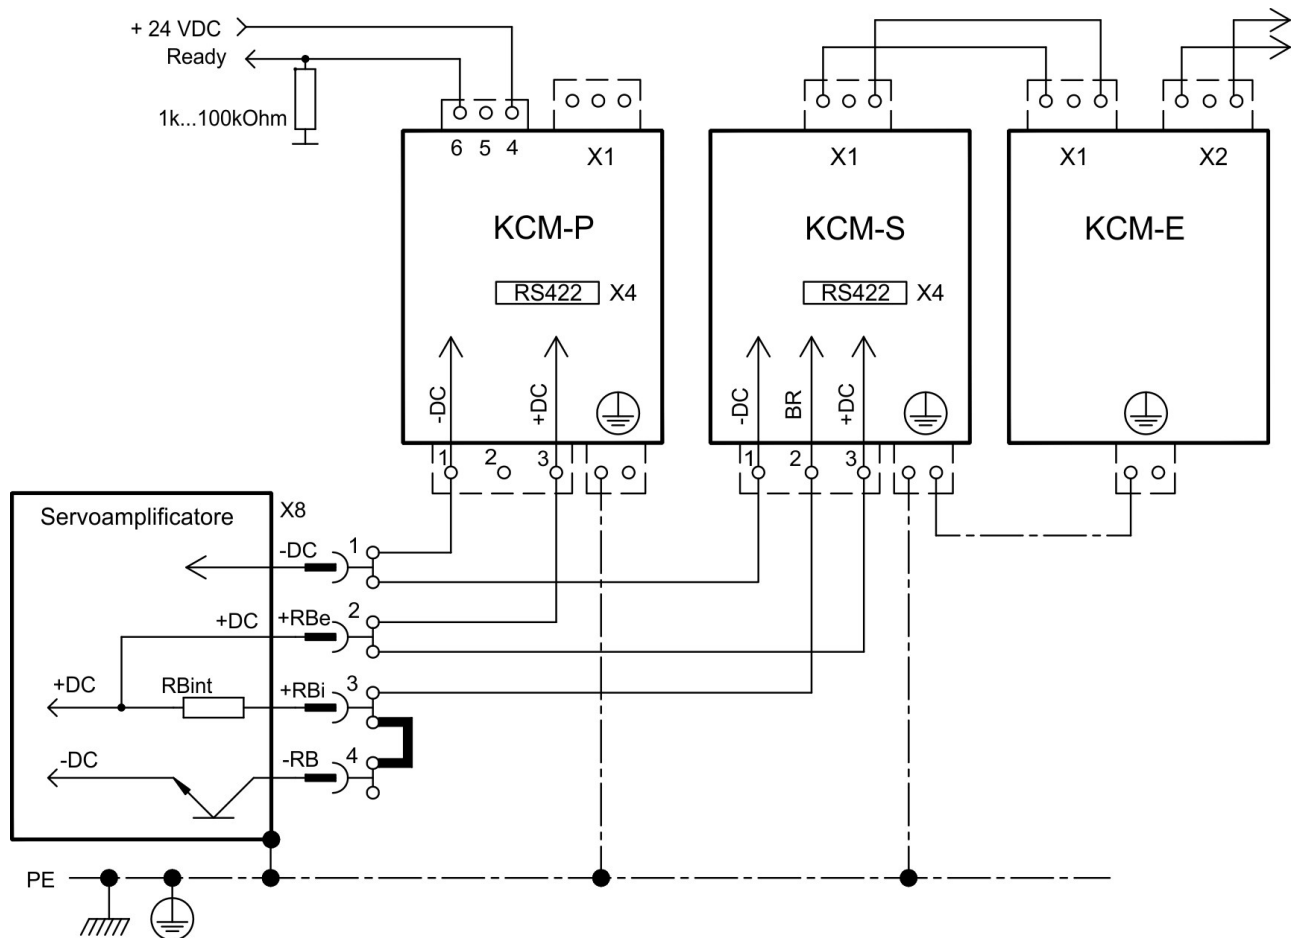 + 24 VDC
Ready
1k...100kOhm
6 5 4
X1
KCM-P
RS422 X4
-DC
+DC
1 2 3
X1
KCM-S
RS422 X4
-DC
BR
+DC
1 2 3
X1 X2
KCM-E
Servoamplificatore
X8
-DC 1
+DC +RBe 2
+DC RBint +RBi 3
-DC -RB 4
PE